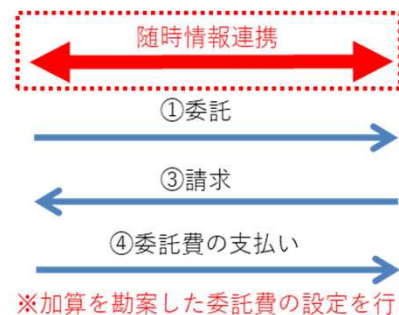 随時情報連携
①委託
③請求
④委託費の支払い
※加算を勘案した委託費の設定を行